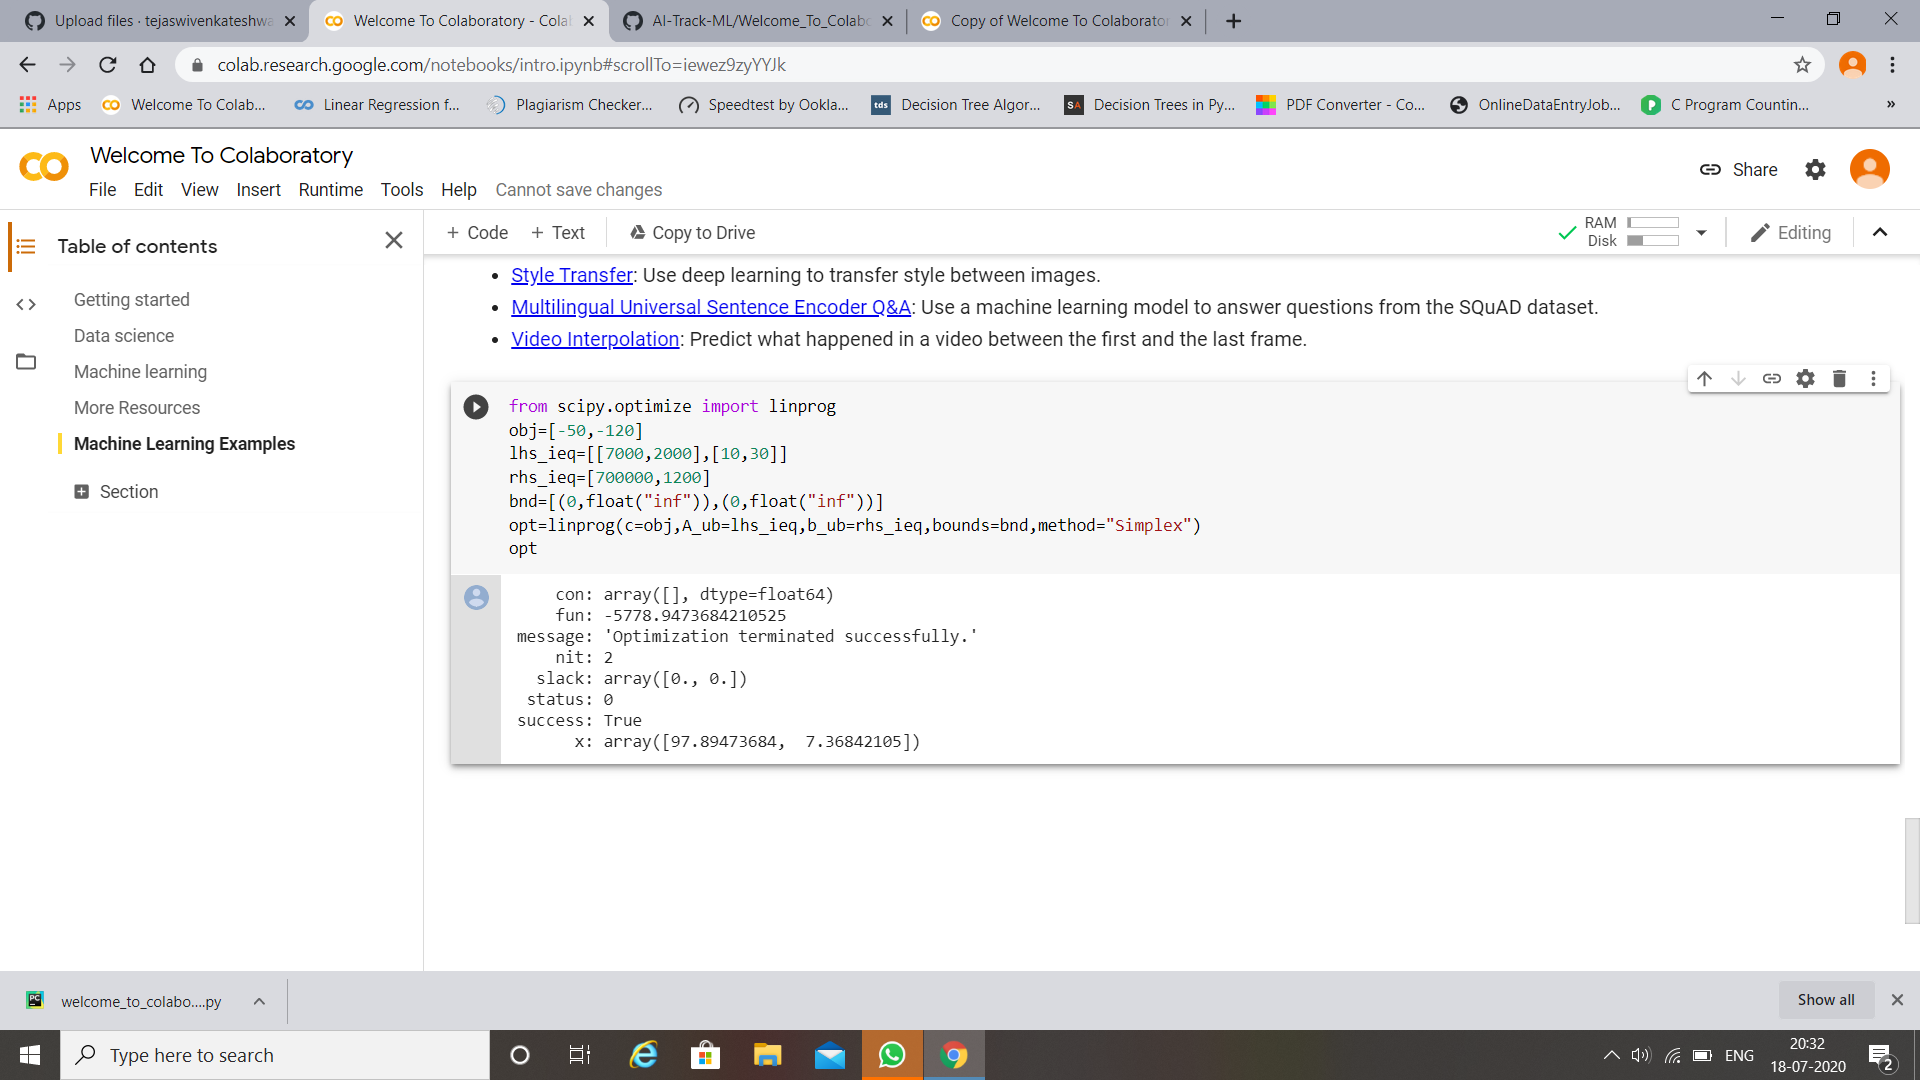 Upload files · tejaswivenkateshwa
Welcome To Colaboratory - Colab
AI-Track-ML/Welcome_To_Colabo
Copy of Welcome To Colaborator
colab.research.google.com/notebooks/intro.ipynb#scrollTo=iewez9zyYYJk
Apps
Welcome To Colab...
Linear Regression f...
Plagiarism Checker...
Speedtest by Ookla...
tds
Decision Tree Algor...
SA
Decision Trees in Py...
PDF Converter - Co...
OnlineDataEntryJob...
C Program Countin...
»
Welcome To Colaboratory
File Edit View Insert Runtime Tools Help Cannot save changes
Share
Table of contents
+ Code + Text Copy to Drive
RAM
Disk
Editing
Getting started
Data science
Machine learning
More Resources
Machine Learning Examples
Section
• Style Transfer: Use deep learning to transfer style between images.
• Multilingual Universal Sentence Encoder Q&A: Use a machine learning model to answer questions from the SQuAD dataset.
• Video Interpolation: Predict what happened in a video between the first and the last frame.
from scipy.optimize import linprog
obj=[-50,-120]
lhs_ieq=[[7000,2000],[10,30]]
rhs_ieq=[700000,1200]
bnd=[(0,float("inf")),(0,float("inf"))]
opt=linprog(c=obj,A_ub=lhs_ieq,b_ub=rhs_ieq,bounds=bnd,method="Simplex")
opt
con: array([], dtype=float64)
fun: -5778.9473684210525
message: 'Optimization terminated successfully.'
nit: 2
slack: array([0., 0.])
status: 0
success: True
x: array([97.89473684,  7.36842105])
PC
welcome_to_colabo....py
Show all
Type here to search
ENG
20:32
18-07-2020
2